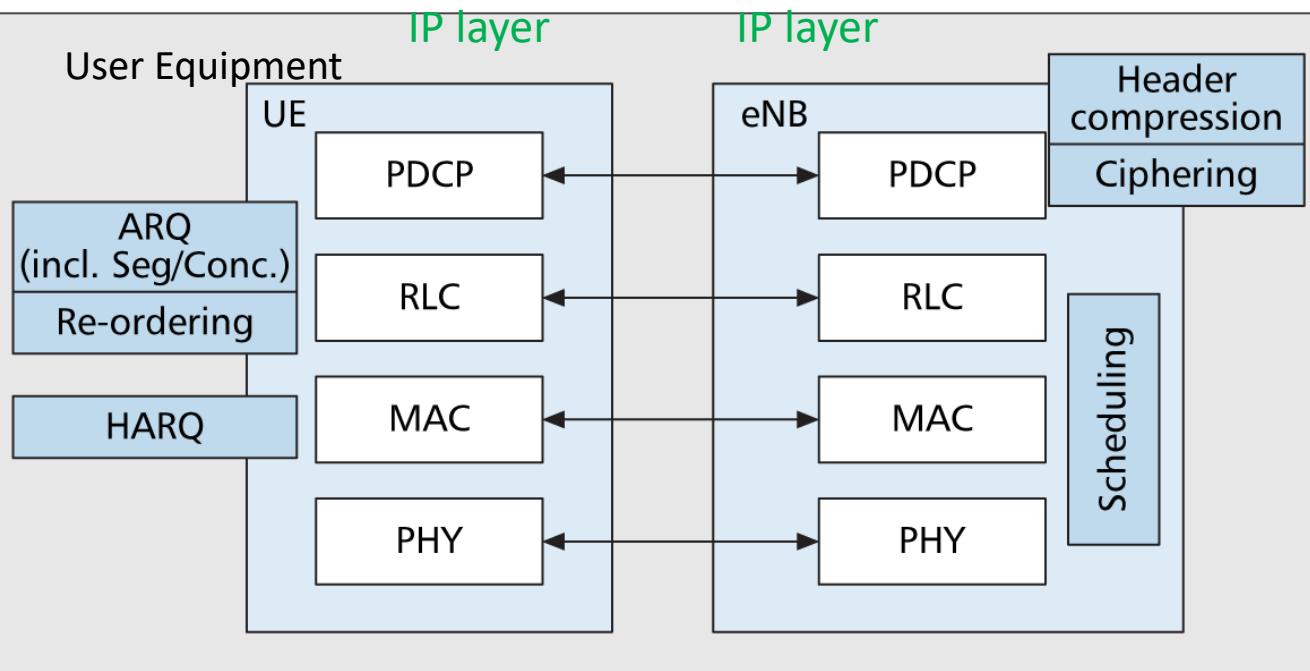 IP layer
IP layer
User Equipment
UE
eNB
Header
compression
Ciphering
PDCP
PDCP
ARQ
(incl. Seg/Conc.)
Re-ordering
RLC
RLC
HARQ
MAC
MAC
Scheduling
PHY
PHY